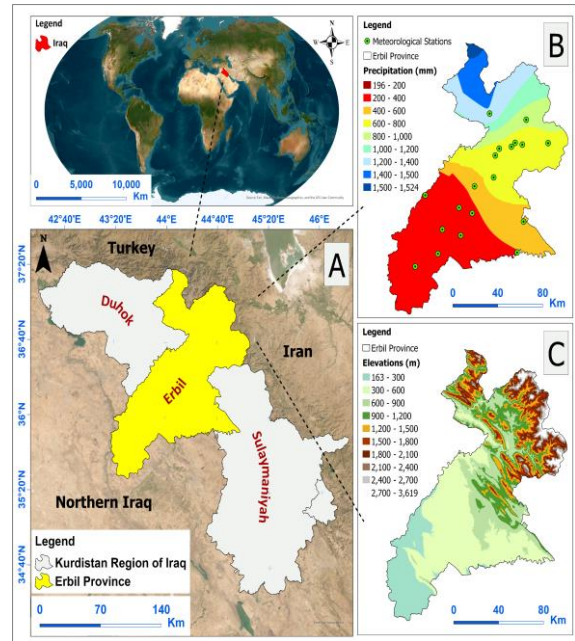 Legend
Iraq
N
W
E
S
0
5,000
10,000
Km
42°40'
43°20'
44°
44°40'
45°20'
46°
37°20'N
36°40'
36°
35°20'
34°40'
N
A
Turkey
Duhok
Iran
Erbil
Sulaymaniyah
Northern Iraq
Legend
Kurdistan Region of Iraq
Erbil Province
0
70
140
Km
Legend
Meteorological Stations
Erbil Province
Precipitation (mm)
196 - 200
200 - 400
400 - 600
600 - 800
800 - 1,000
1,000 - 1,200
1,200 - 1,400
1,400 - 1,500
1,500 - 1,524
B
0
20
40
80
Km
Legend
Erbil Province
Elevations (m)
163 - 300
300 - 600
600 - 900
900 - 1,200
1,200 - 1,500
1,500 - 1,800
1,800 - 2,100
2,100 - 2,400
2,400 - 2,700
2,700 - 3,619
C
0
20
40
80
Km